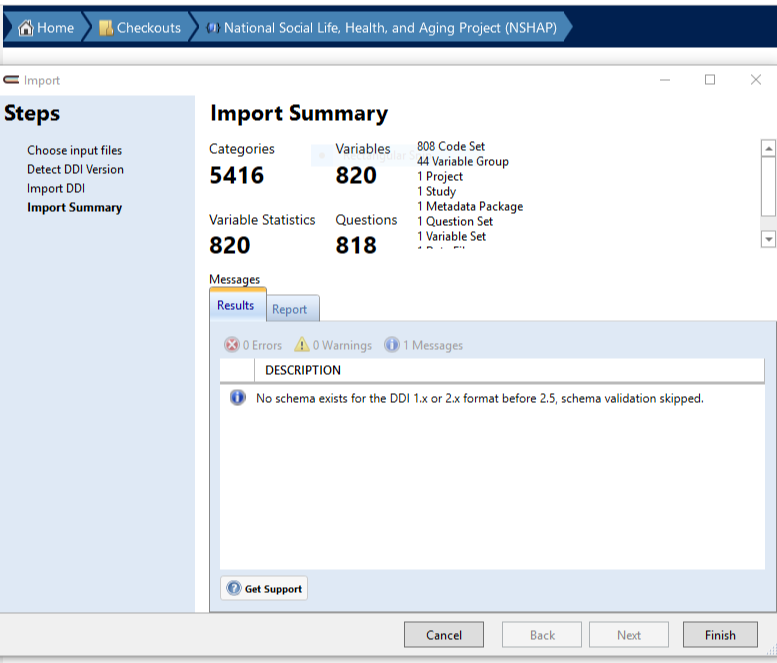 Home
Checkouts
National Social Life, Health, and Aging Project (NSHAP)
Import
Steps
Choose input files
Detect DDI Version
Import DDI
Import Summary
Import Summary
Categories
5416
Variables
820
Variable Statistics
820
Questions
818
808 Code Set
44 Variable Group
1 Project
1 Study
1 Metadata Package
1 Question Set
1 Variable Set
Messages
Results
Report
0 Errors
0 Warnings
1 Messages
DESCRIPTION
No schema exists for the DDI 1.x or 2.x format before 2.5, schema validation skipped.
Get Support
Cancel
Back
Next
Finish